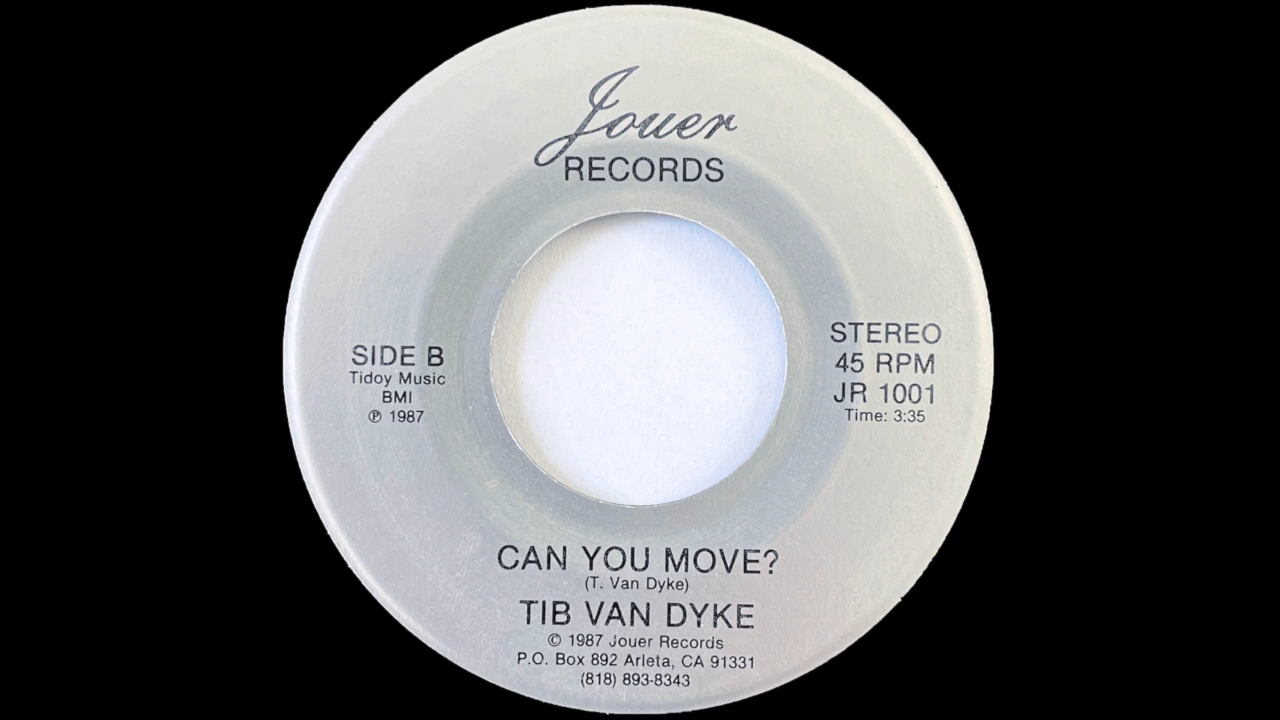 Jouer
RECORDS
SIDE B
Tidoy Music
BMI
℗ 1987
STEREO
45 RPM
JR 1001
Time: 3:35
CAN YOU MOVE?
(T. Van Dyke)
TIB VAN DYKE
© 1987 Jouer Records
P.O. Box 892 Arleta, CA 91331
(818) 893-8343